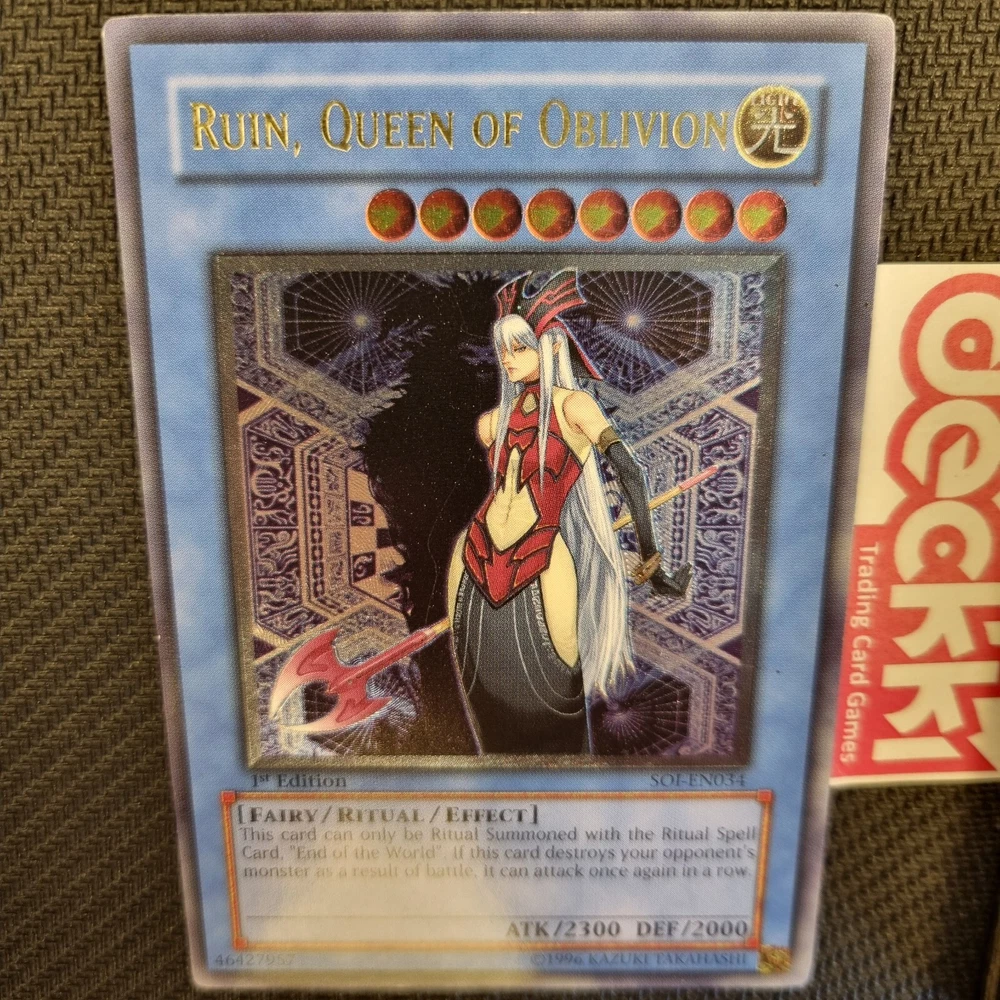 RUIN, QUEEN OF OBLIVION
光
1st Edition
SOI-EN034
[FAIRY/RITUAL/EFFECT]
This card can only be Ritual Summoned with the Ritual Spell
Card, "End of the World". If this card destroys your opponent's
monster as a result of battle, it can attack once again in a row.
ATK/2300 DEF/2000
©1996 KAZUKI TAKAHASHI
Trading Card Games